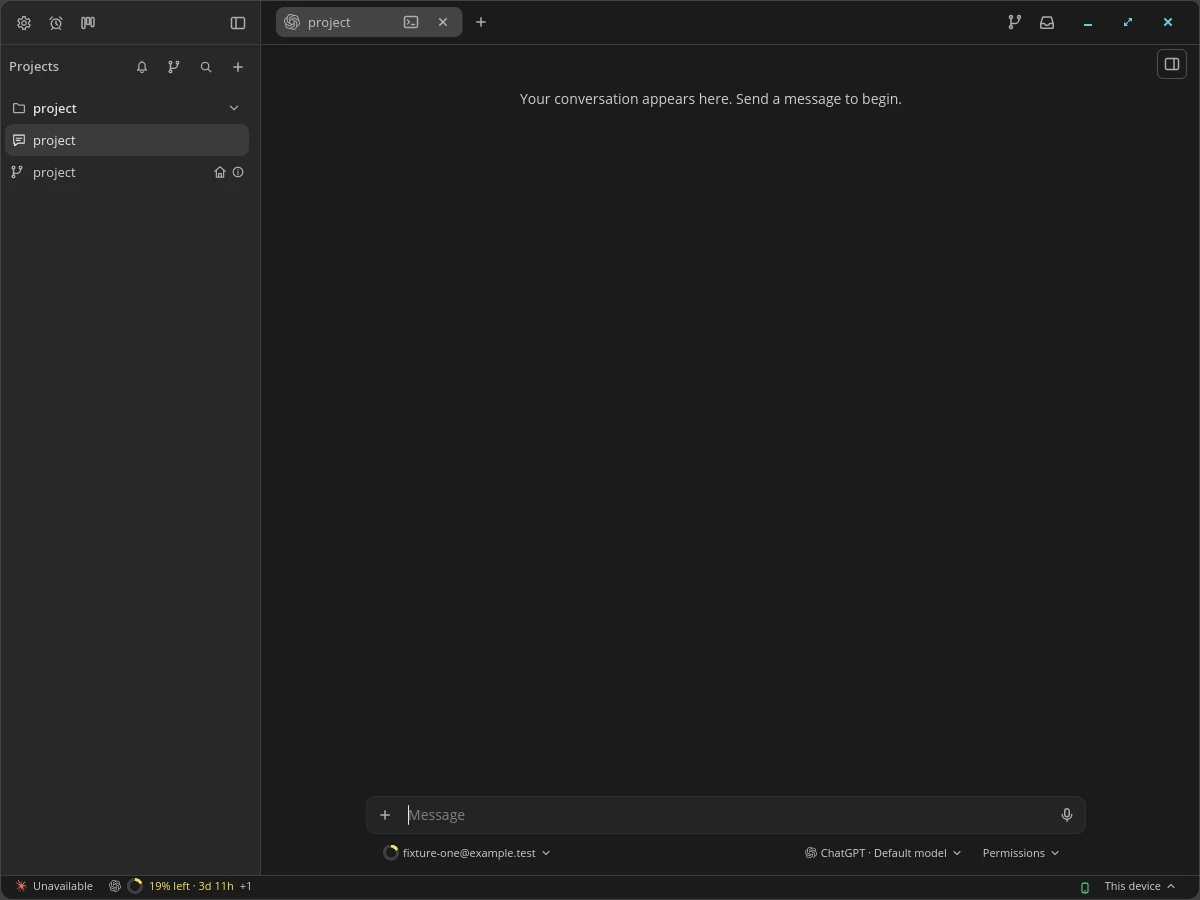 project
Projects
project
project
project
Your conversation appears here. Send a message to begin.
Message
fixture-one@example.test
ChatGPT · Default model
Permissions
Unavailable
19% left · 3d 11h +1
This device